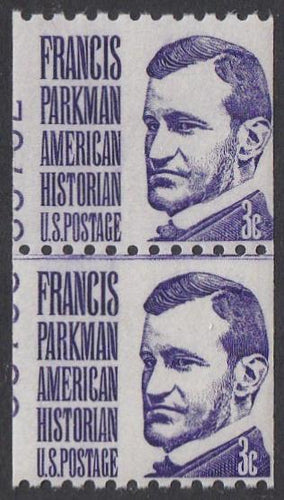 FRANCIS
PARKMAN
AMERICAN
HISTORIAN
U.S. POSTAGE
3c
FRANCIS
PARKMAN
AMERICAN
HISTORIAN
U.S. POSTAGE
3c